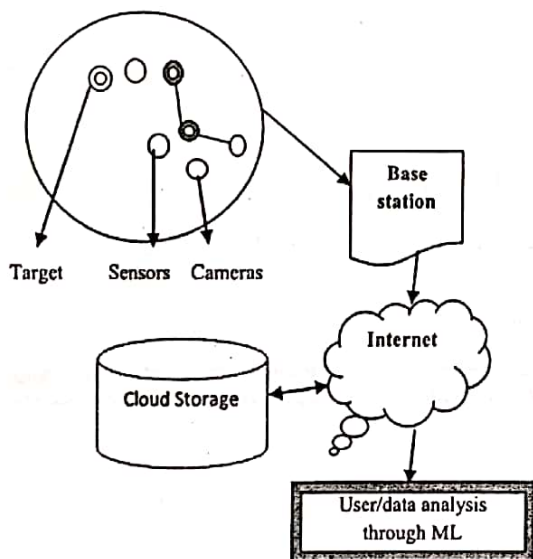 Base
station
Target
Sensors
Cameras
Internet
Cloud Storage
User/data analysis
through ML